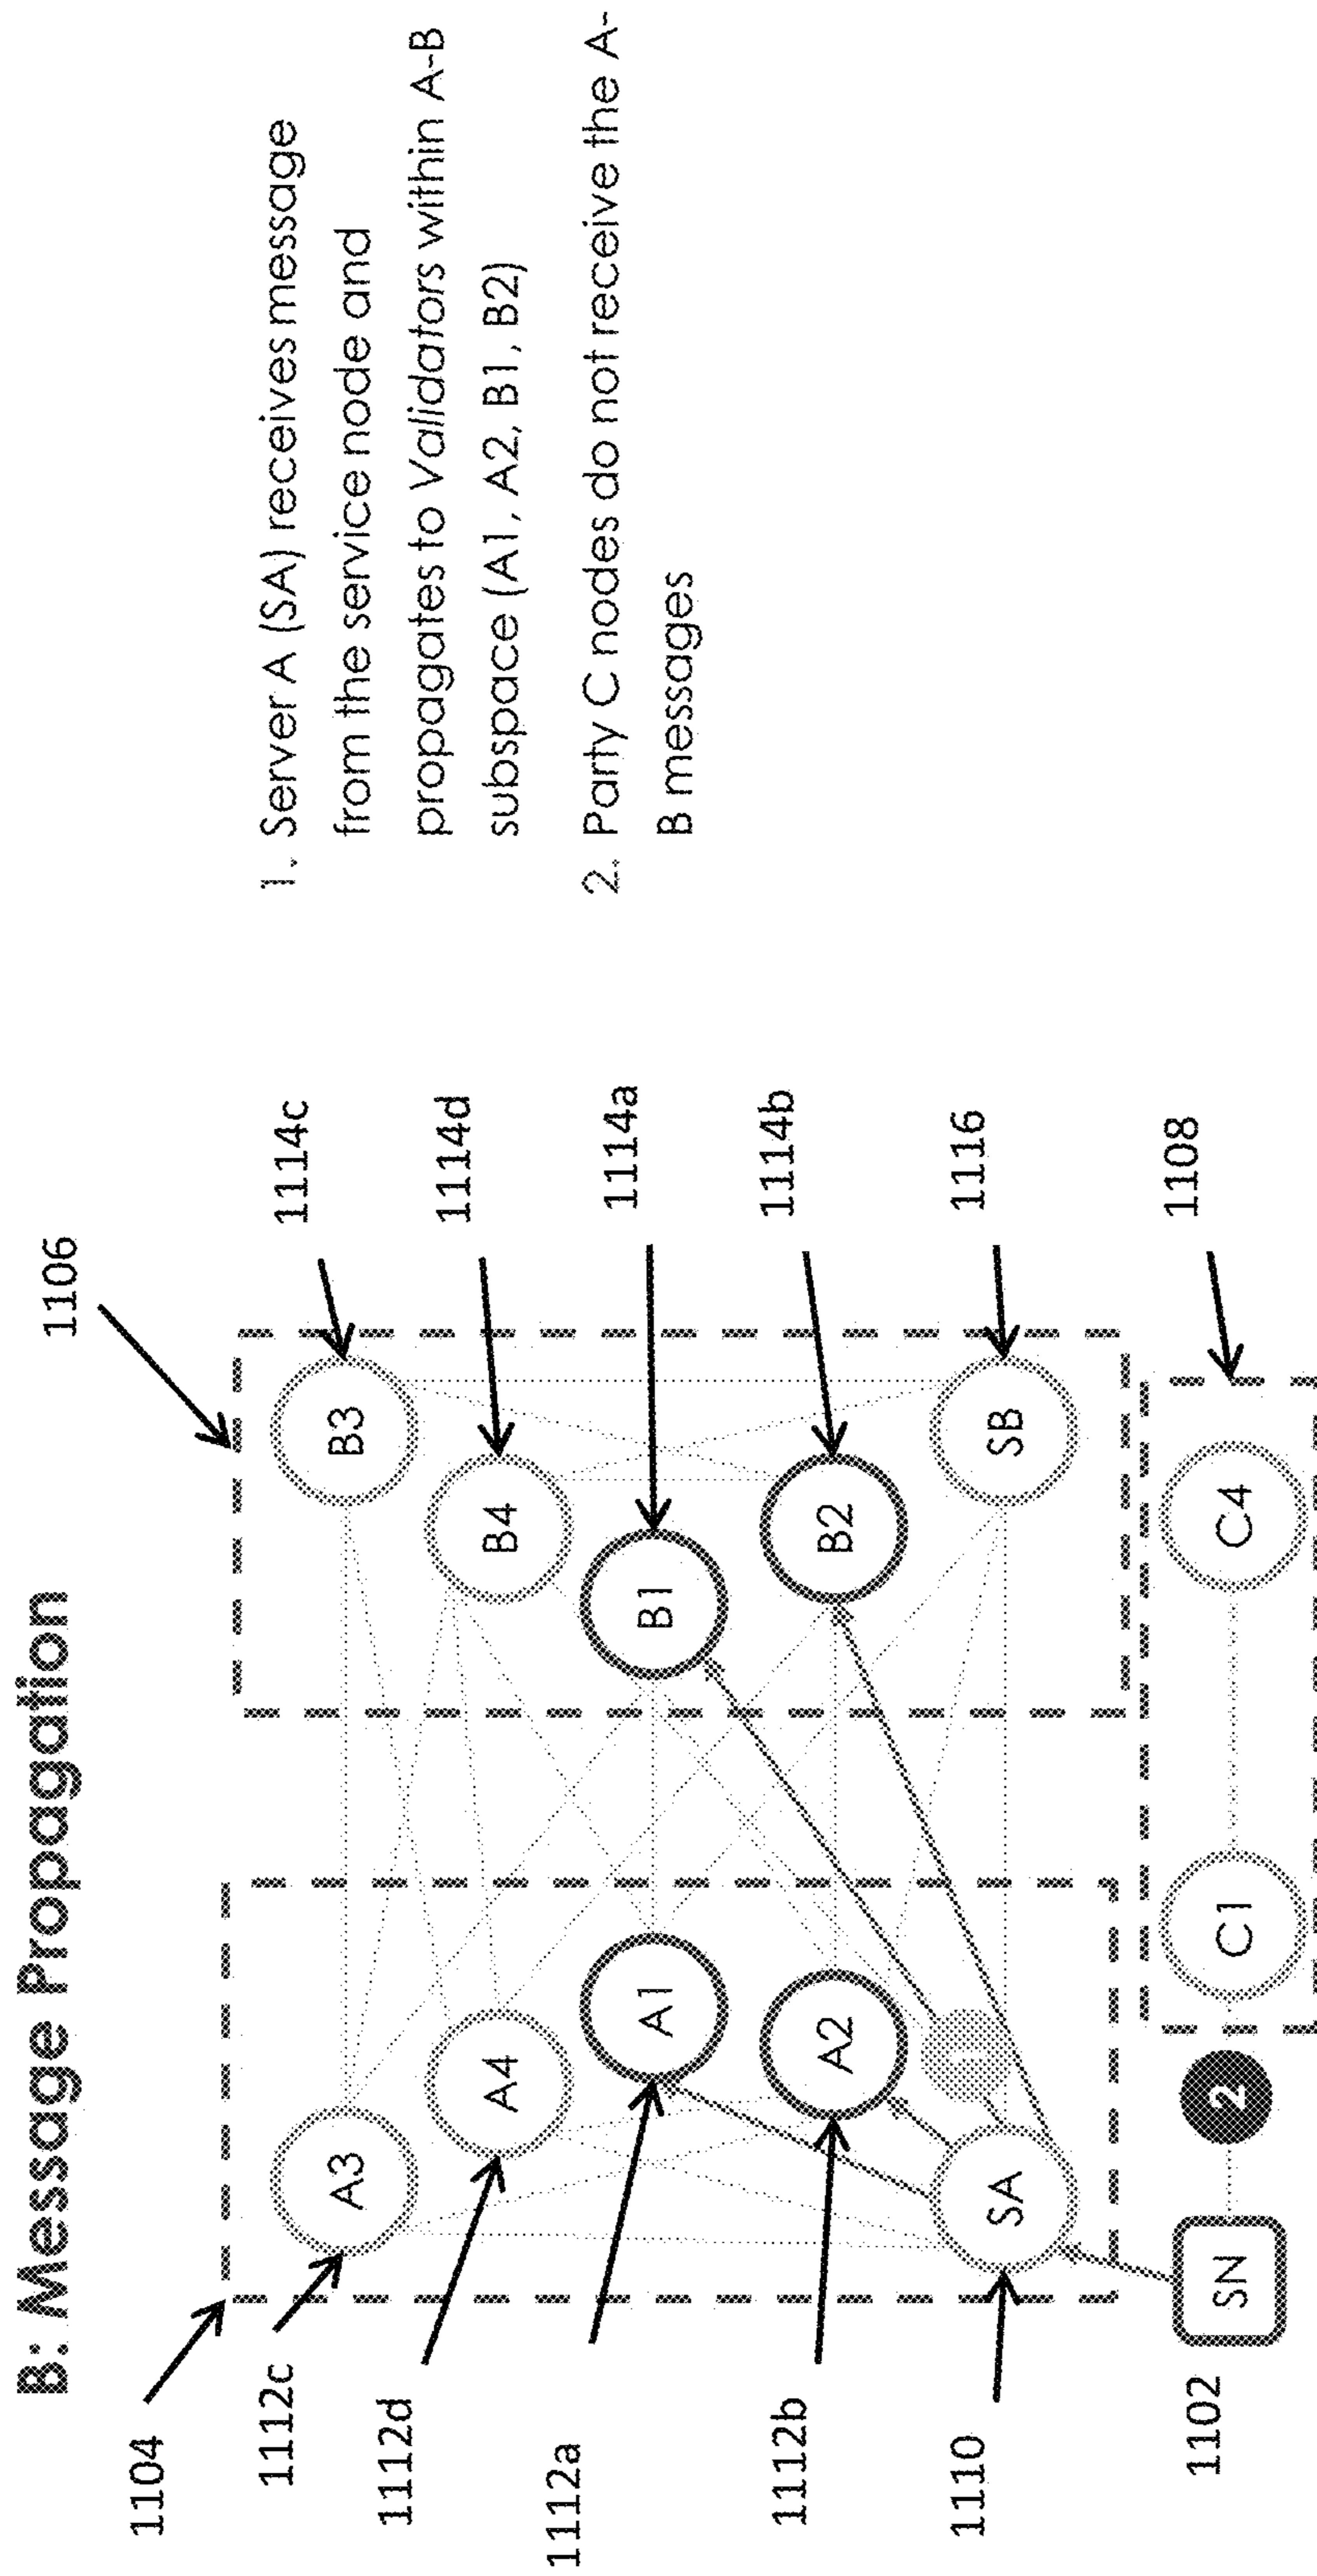 B: Message Propagation
1104
1106
1112c
A3
B3
1114c
1112d
A4
B4
1114d
1112a
A1
B1
1114a
1112b
A2
B2
1114b
1110
SA
SB
1116
1102
SN
2
C1
C4
1108
1. Server A (SA) receives message
from the service node and
propagates to Validators within A-B
subspace (A1, A2, B1, B2)
2. Party C nodes do not receive the A-
B messages